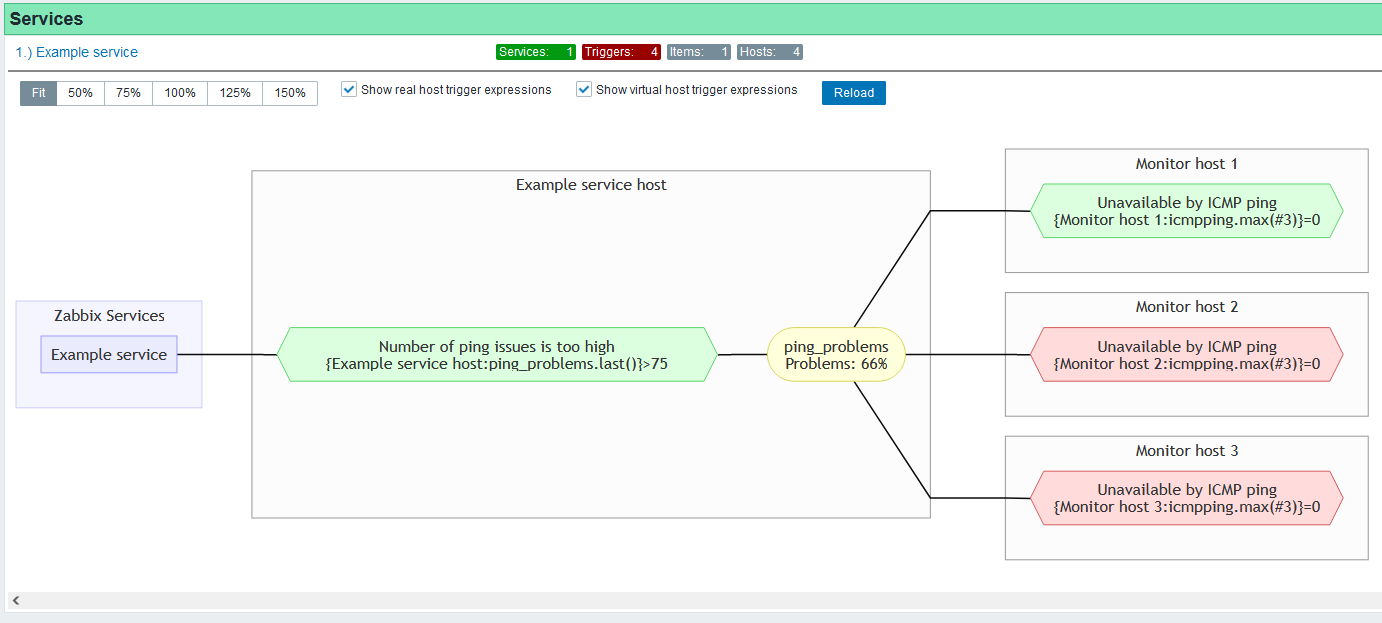 Services
1.) Example service
Services: 1 Triggers: 4 Items: 1 Hosts: 4
Fit 50% 75% 100% 125% 150% Show real host trigger expressions Show virtual host trigger expressions Reload
Zabbix Services
Example service
Example service host
Number of ping issues is too high
{Example service host:ping_problems.last()}>75
ping_problems
Problems: 66%
Monitor host 1
Unavailable by ICMP ping
{Monitor host 1:icmpping.max(#3)}=0
Monitor host 2
Unavailable by ICMP ping
{Monitor host 2:icmpping.max(#3)}=0
Monitor host 3
Unavailable by ICMP ping
{Monitor host 3:icmpping.max(#3)}=0